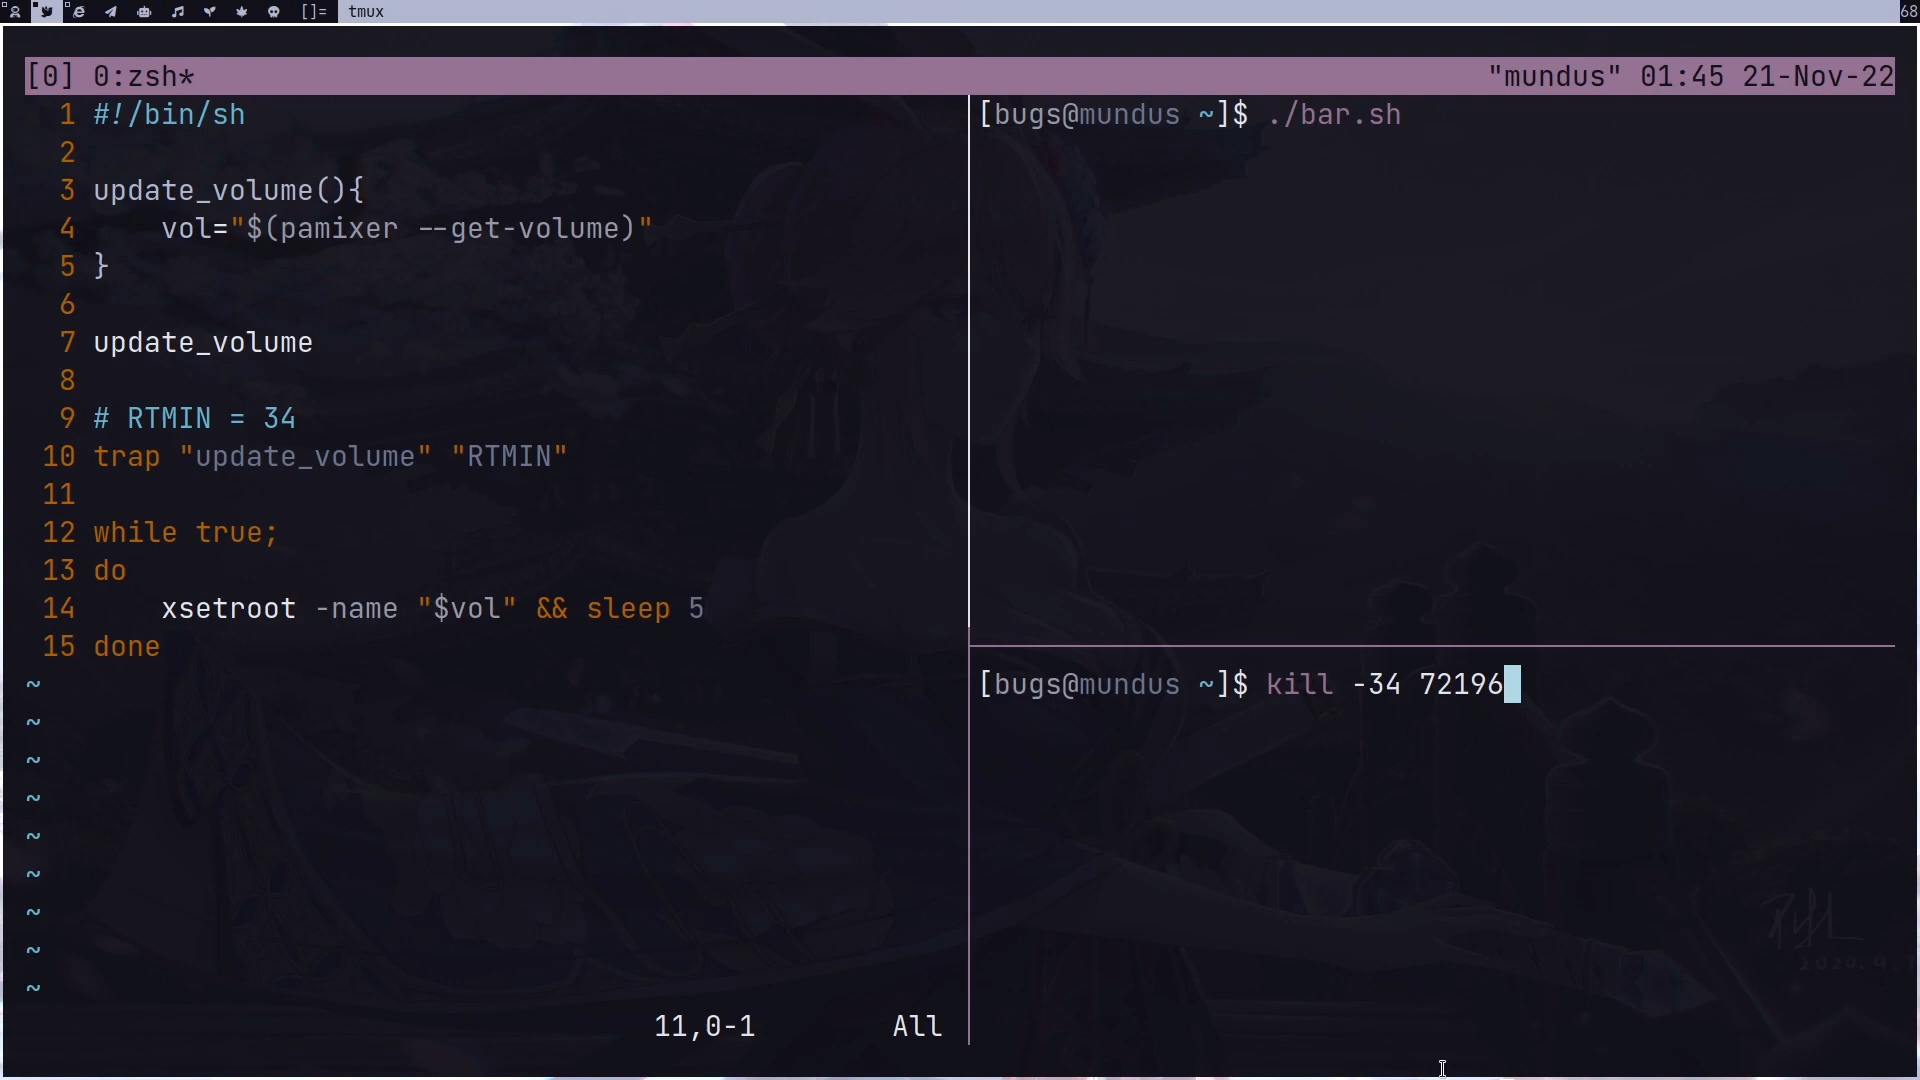 []= tmux 68
[0] 0:zsh* "mundus" 01:45 21-Nov-22
1 #!/bin/sh
2
3 update_volume(){
4 vol="$(pamixer --get-volume)"
5 }
6
7 update_volume
8
9 # RTMIN = 34
10 trap "update_volume" "RTMIN"
11
12 while true;
13 do
14 xsetroot -name "$vol" && sleep 5
15 done
~
~
~
~
~
~
~
~
~
11,0-1 All
[bugs@mundus ~]$ ./bar.sh
[bugs@mundus ~]$ kill -34 72196